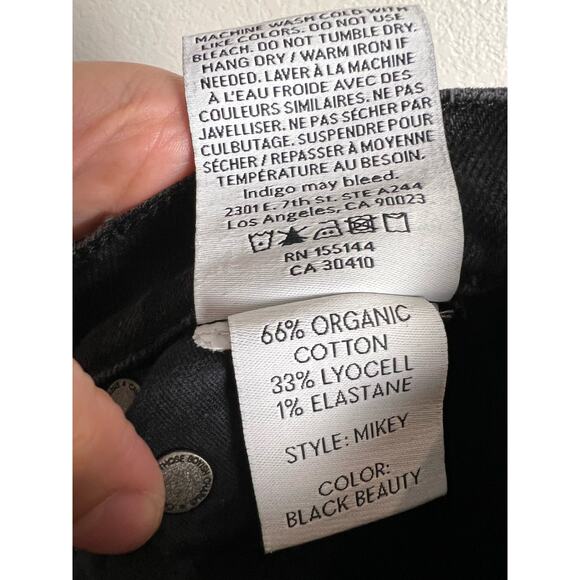 MACHINE WASH COLD WITH
LIKE COLORS. DO NOT
BLEACH. DO NOT TUMBLE DRY.
HANG DRY / WARM IRON IF
NEEDED. LAVER À LA MACHINE
À L'EAU FROIDE AVEC DES
COULEURS SIMILAIRES. NE PAS
JAVELLISER. NE PAS SÉCHER PAR
CULBUTAGE. SUSPENDRE POUR
SÉCHER / REPASSER À MOYENNE
TEMPÉRATURE AU BESOIN.
Indigo may bleed.
2301 E. 7th St. STE A244
Los Angeles, CA 90023
RN 155144
CA 30410
66% ORGANIC
COTTON
33% LYOCELL
1% ELASTANE
STYLE: MIKEY
COLOR:
BLACK BEAUTY